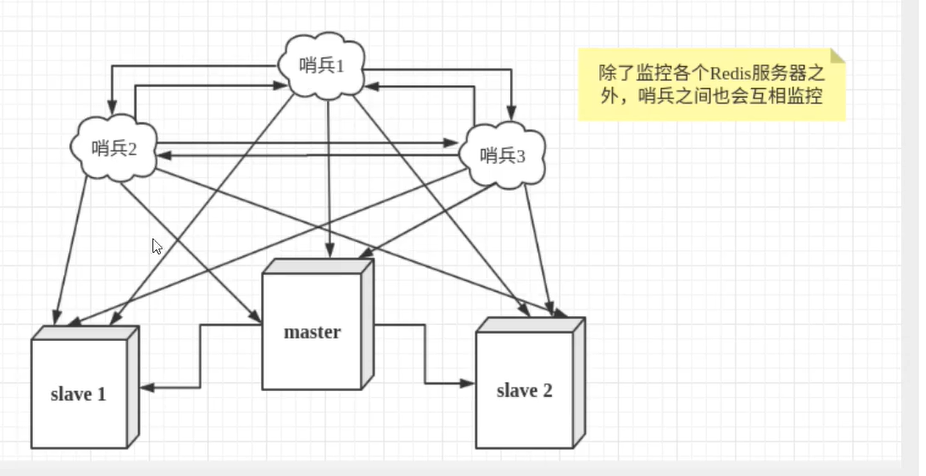 哨兵1
除了监控各个Redis服务器之
外，哨兵之间也会互相监控
哨兵2
哨兵3
master
slave 1
slave 2